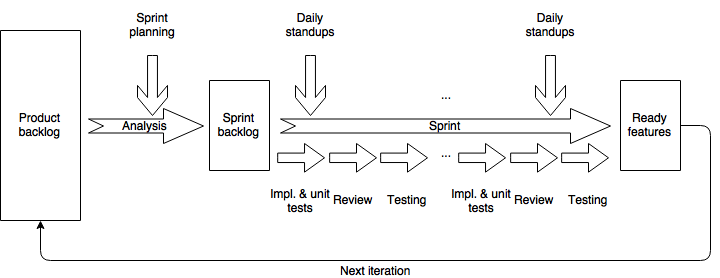 Sprint
planning
Daily
standups
Daily
standups
...
Product
backlog
Analysis
Sprint
backlog
Sprint
Ready
features
...
Impl. & unit
tests
Review
Testing
Impl. & unit
tests
Review
Testing
Next iteration